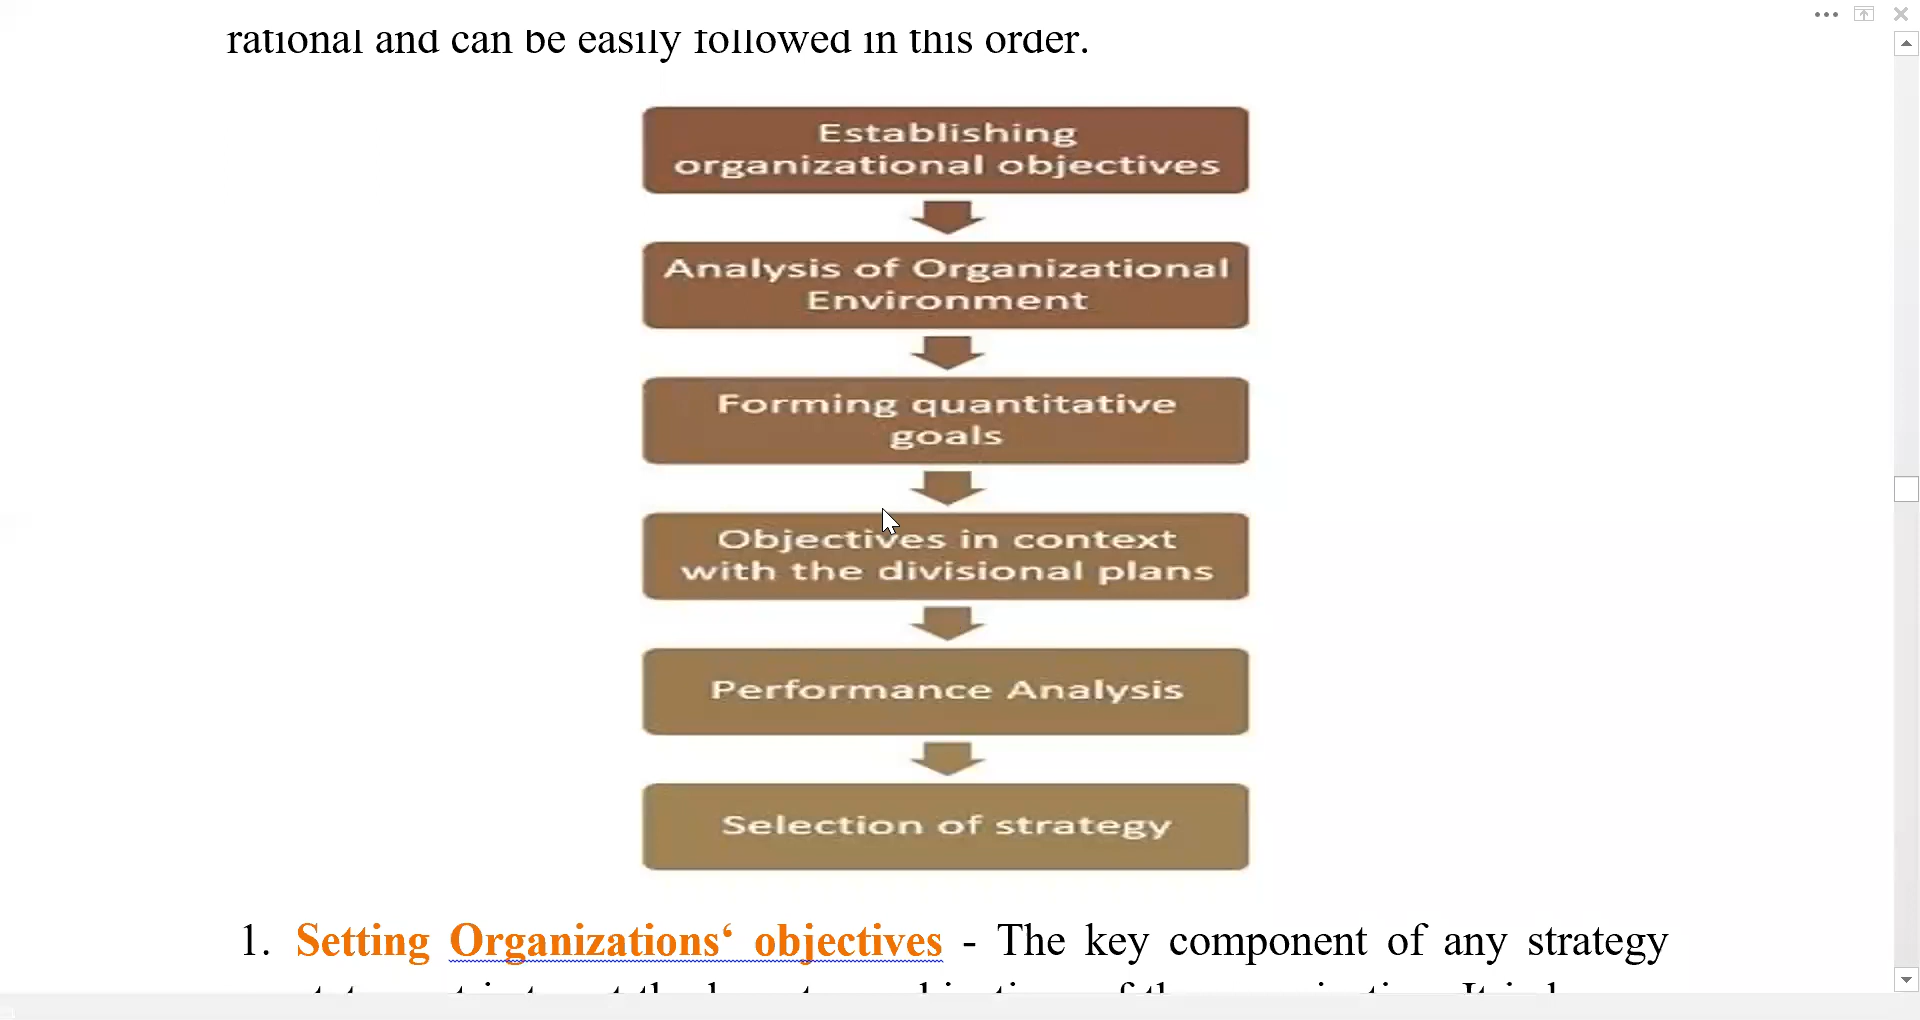 rational and can be easily followed in this order.
Establishing
organizational objectives
Analysis of Organizational
Environment
Forming quantitative
goals
Objectives in context
with the divisional plans
Performance Analysis
Selection of strategy
1. Setting Organizations‘ objectives - The key component of any strategy